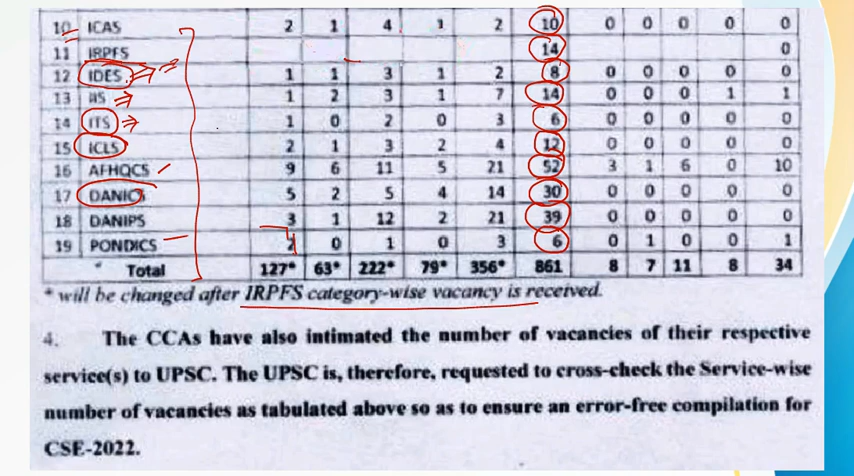 10 ICAS 2 1 4 1 2 10 0 0 0 0 0
11 IRPFS 14 0
12 IDES 1 1 3 1 2 8 0 0 0 0 0
13 IIS 1 2 3 1 7 14 0 0 0 1 1
14 ITS 1 0 2 0 3 6 0 0 0 0 0
15 ICLS 2 1 3 2 4 12 0 0 0 0 0
16 AFHQCS 9 6 11 5 21 52 3 1 6 0 10
17 DANICS 5 2 5 4 14 30 0 0 0 0 0
18 DANIPS 3 1 12 2 21 39 0 0 0 0 0
19 PONDICS 2 0 1 0 3 6 0 1 0 0 1
Total 127* 63* 222* 79* 356* 861 8 7 11 8 34
* will be changed after IRPFS category-wise vacancy is received.
4. The CCAs have also intimated the number of vacancies of their respective
service(s) to UPSC. The UPSC is, therefore, requested to cross-check the Service-wise
number of vacancies as tabulated above so as to ensure an error-free compilation for
CSE-2022.